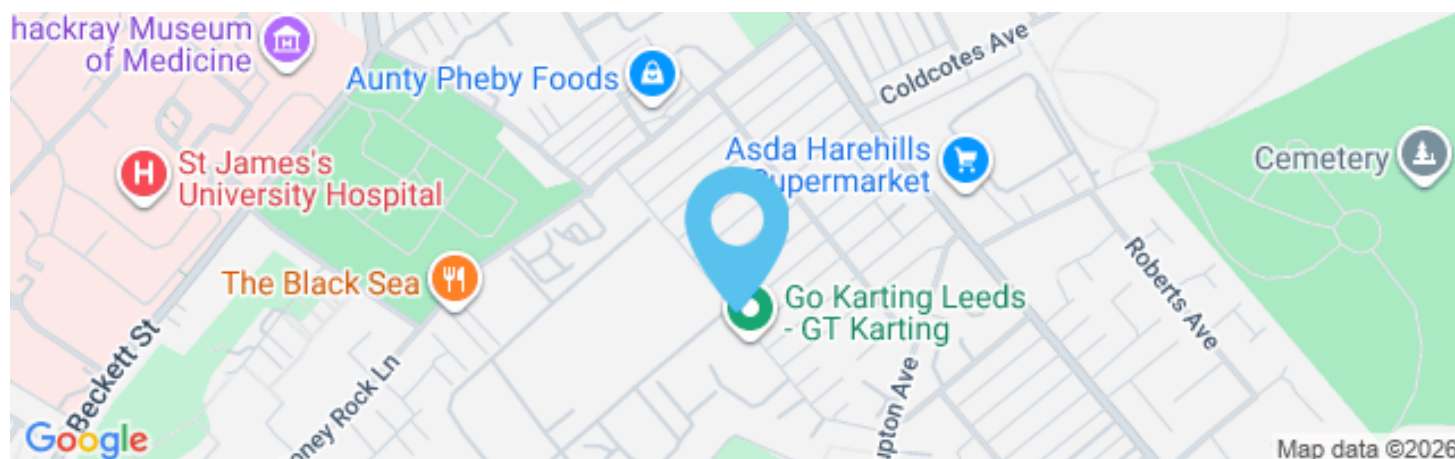 hackray Museum
of Medicine
Aunty Pheby Foods
Coldcotes Ave
Asda Harehills
upermarket
Cemetery
H
St James's
University Hospital
The Black Sea
Roberts Ave
Go Karting Leeds
- GT Karting
Beckett St
oney Rock Ln
upton Ave
Google
Map data ©2026